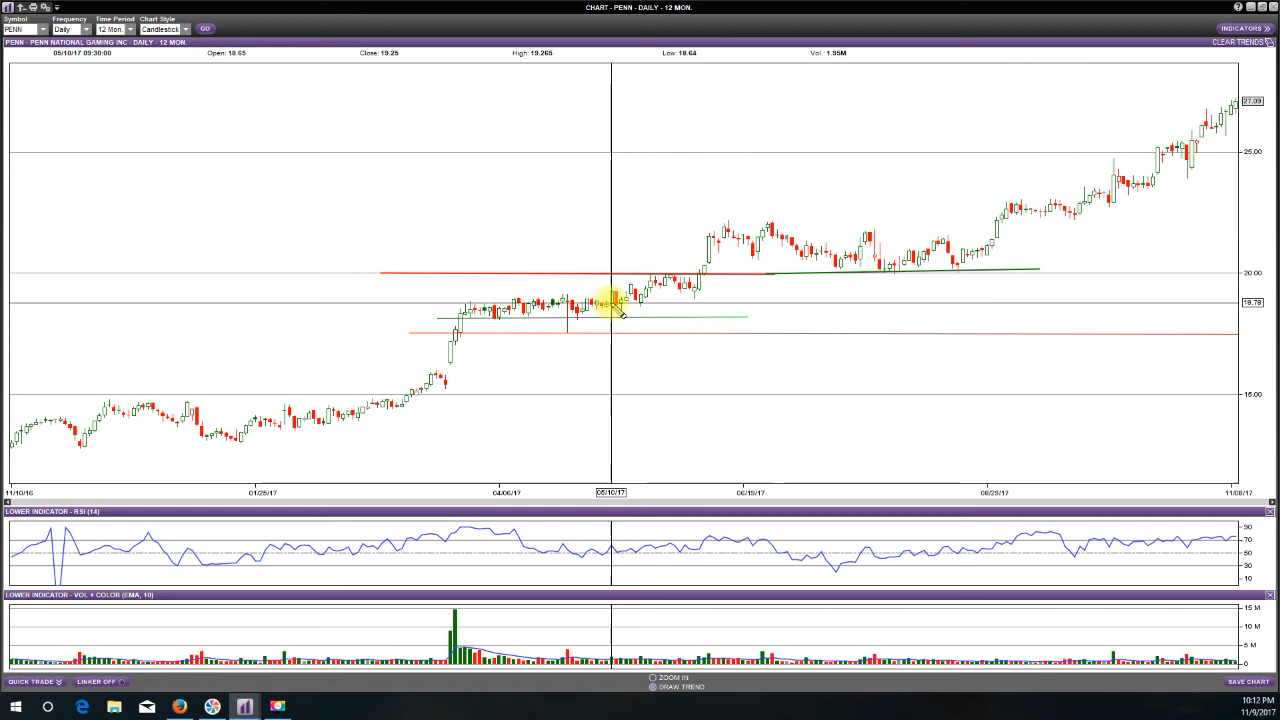 CHART - PENN - DAILY - 12 MON.
Symbol Frequency Time Period Chart Style
PENN Daily 12 Mon. Candlestick GO INDICATORS
PENN - PENN NATIONAL GAMING INC - DAILY - 12 MON. CLEAR TRENDS
05/10/17 09:30:00 Open: 18.65 Close: 19.25 High: 19.265 Low: 18.64 Vol.: 1.95M
27.09
25.00
20.00
18.78
15.00
11/10/16 01/25/17 04/06/17 05/10/17 06/19/17 08/29/17 11/08/17
LOWER INDICATOR - RSI (14)
90
70
50
30
10
LOWER INDICATOR - VOL + COLOR (EMA, 10)
15 M
10 M
5 M
0
QUICK TRADE LINKER OFF ZOOM IN SAVE CHART
DRAW TREND
10:12 PM
11/9/2017